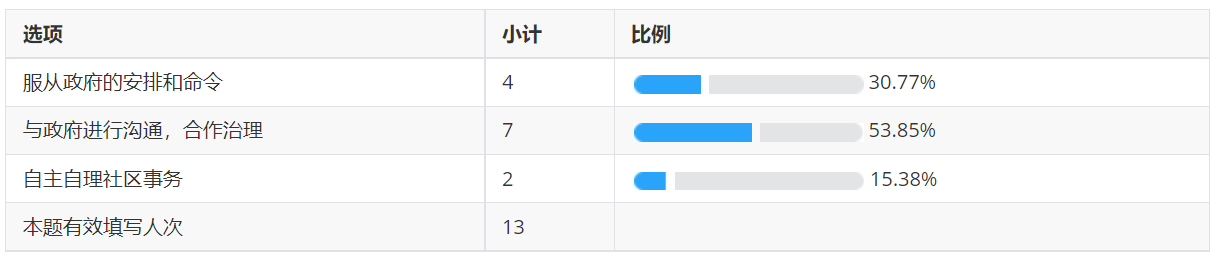 选项 小计 比例
服从政府的安排和命令 4 30.77%
与政府进行沟通，合作治理 7 53.85%
自主自理社区事务 2 15.38%
本题有效填写人次 13